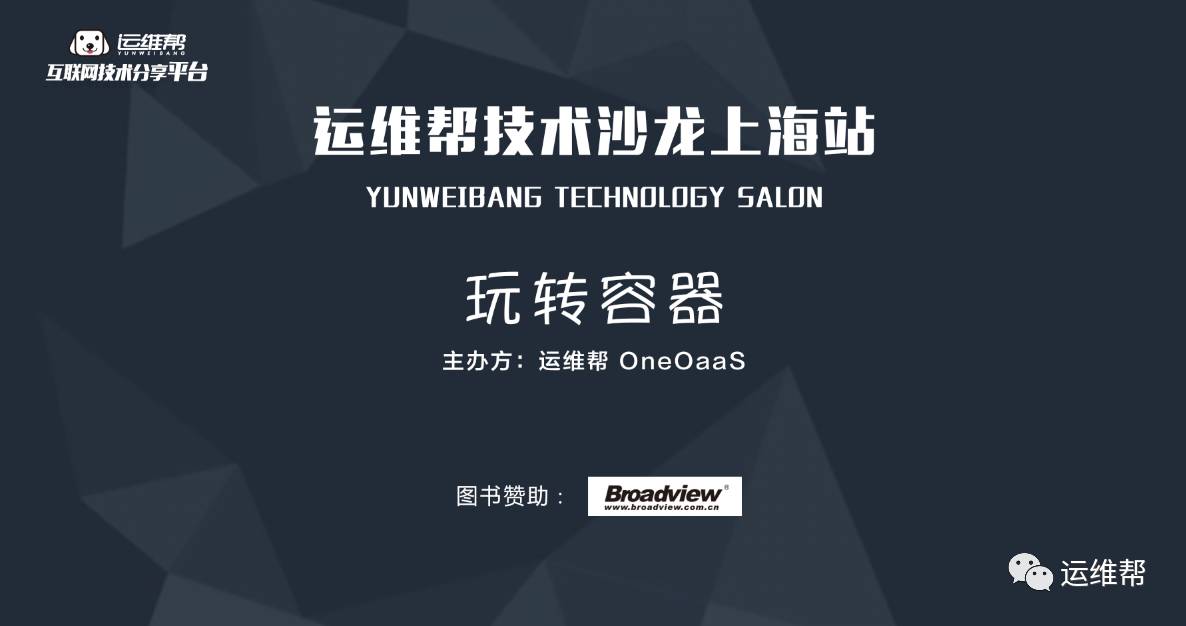 运维帮
YUNWEIBANG
互联网技术分享平台
运维帮技术沙龙上海站
YUNWEIBANG TECHNOLOGY SALON
玩转容器
主办方：运维帮 OneOaaS
图书赞助：
Broadview®
www.broadview.com.cn
运维帮